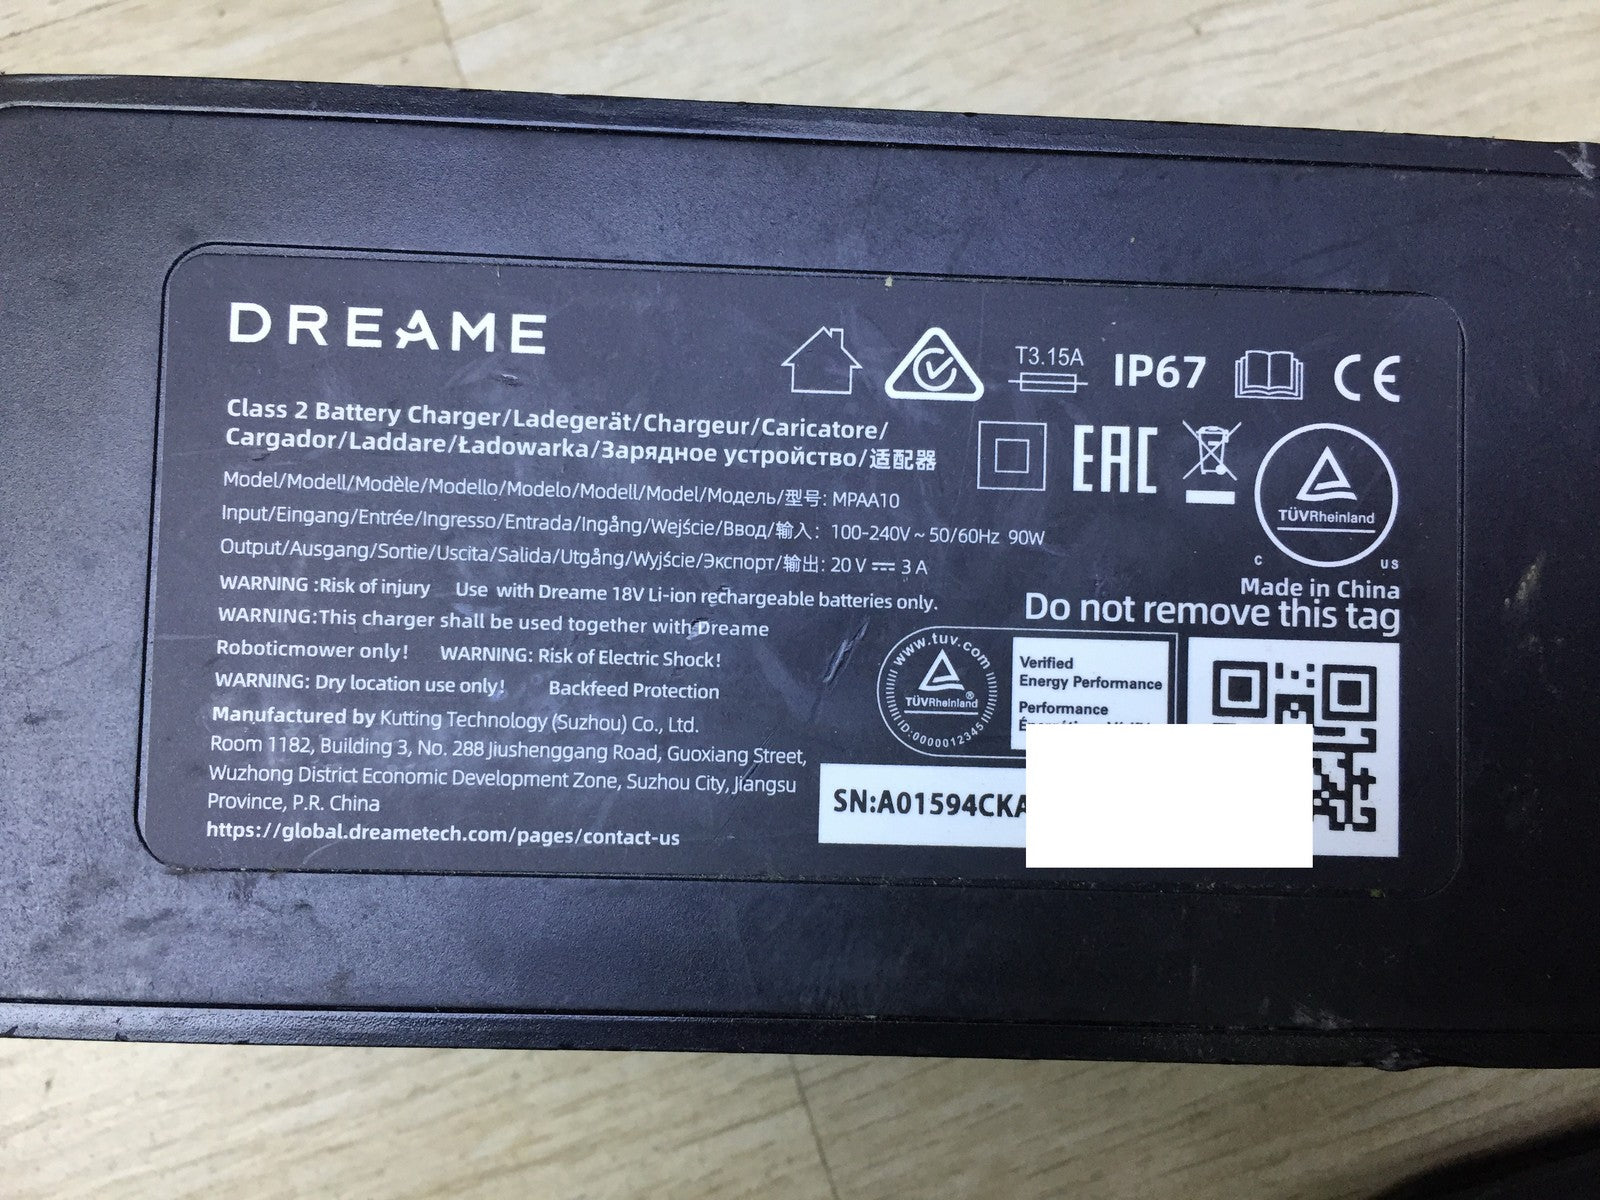 DREAME
T3.15A
IP67
CE
Class 2 Battery Charger/Ladegerät/Chargeur/Caricatore/
Cargador/Laddare/Ładowarka/Зарядное устройство/适配器
EAC
Model/Modell/Modèle/Modello/Modelo/Modell/Model/Модель/型号: MPAA10
Input/Eingang/Entrée/Ingresso/Entrada/Ingång/Wejście/Ввод/输入: 100-240V ~ 50/60Hz 90W
Output/Ausgang/Sortie/Uscita/Salida/Utgång/Wyjście/Экспорт/输出: 20 V ⎓ 3 A
TÜVRheinland
C US
WARNING :Risk of injury Use with Dreame 18V Li-ion rechargeable batteries only.
WARNING:This charger shall be used together with Dreame
Roboticmower only! WARNING: Risk of Electric Shock!
WARNING: Dry location use only! Backfeed Protection
Manufactured by Kutting Technology (Suzhou) Co., Ltd.
Room 1182, Building 3, No. 288 Jiushenggang Road, Guoxiang Street,
Wuzhong District Economic Development Zone, Suzhou City, Jiangsu
Province, P.R. China
https://global.dreametech.com/pages/contact-us
Made in China
Do not remove this tag
www.tuv.com
TÜVRheinland®
ID:0000012345
Verified
Energy Performance
Performance
SN:A01594CKA